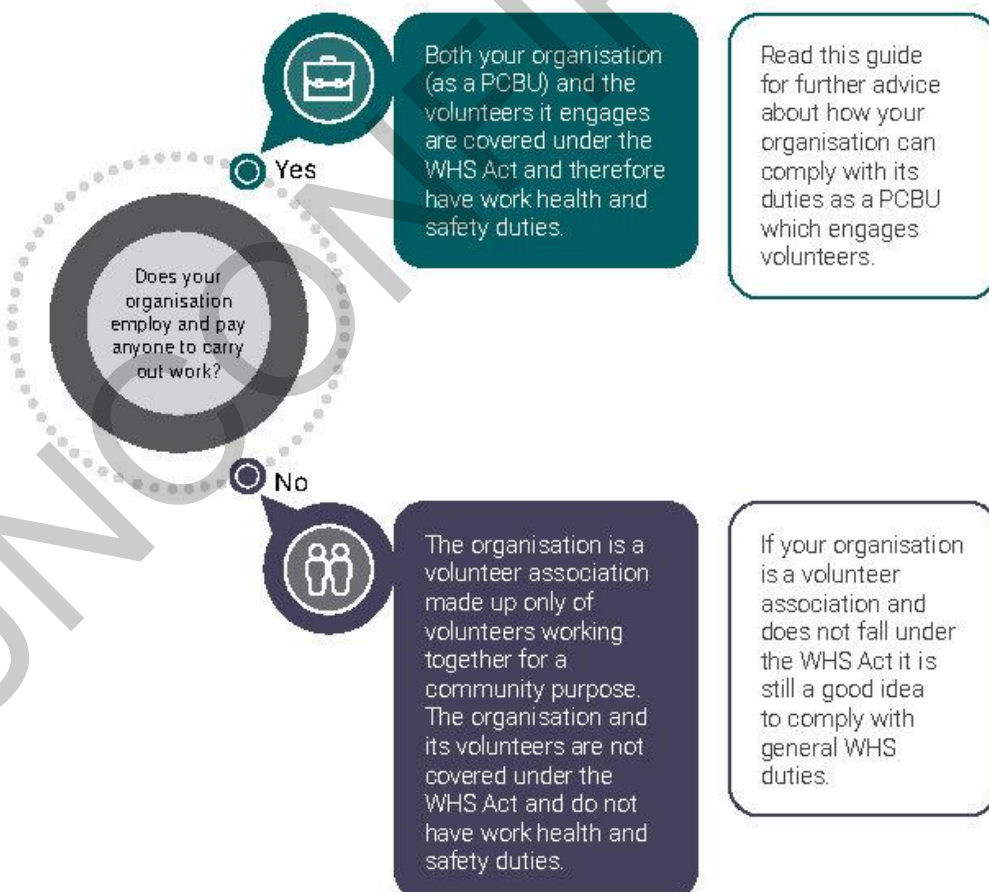 Does your
organisation
employ and pay
anyone to carry
out work?
Yes
Both your organisation
(as a PCBU) and the
volunteers it engages
are covered under the
WHS Act and therefore
have work health and
safety duties.
Read this guide
for further advice
about how your
organisation can
comply with its
duties as a PCBU
which engages
volunteers.
No
The organisation is a
volunteer association
made up only of
volunteers working
together for a
community purpose.
The organisation and
its volunteers are not
covered under the
WHS Act and do not
have work health and
safety duties.
If your organisation
is a volunteer
association and
does not fall under
the WHS Act it is
still a good idea
to comply with
general WHS
duties.